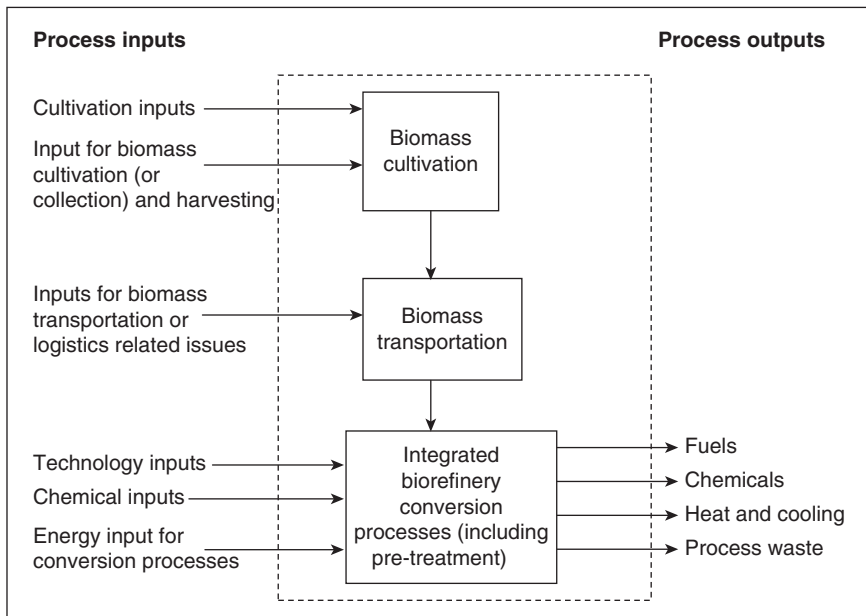 Process inputs
Process outputs
Cultivation inputs
Input for biomass
cultivation (or
collection) and harvesting
Biomass
cultivation
Inputs for biomass
transportation or
logistics related issues
Biomass
transportation
Technology inputs
Chemical inputs
Energy input for
conversion processes
Integrated
biorefinery
conversion
processes (including
pre-treatment)
Fuels
Chemicals
Heat and cooling
Process waste